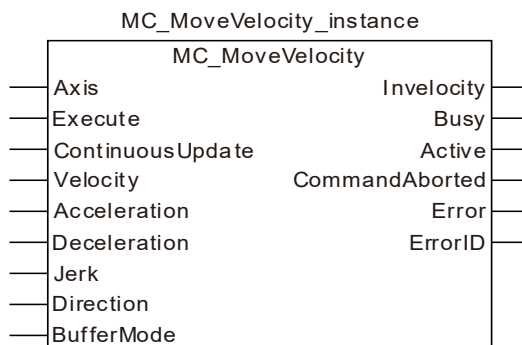 MC_MoveVelocity_instance
MC_MoveVelocity
Axis Invelocity
Execute Busy
ContinuousUpdate Active
Velocity CommandAborted
Acceleration Error
Deceleration ErrorID
Jerk
Direction
BufferMode